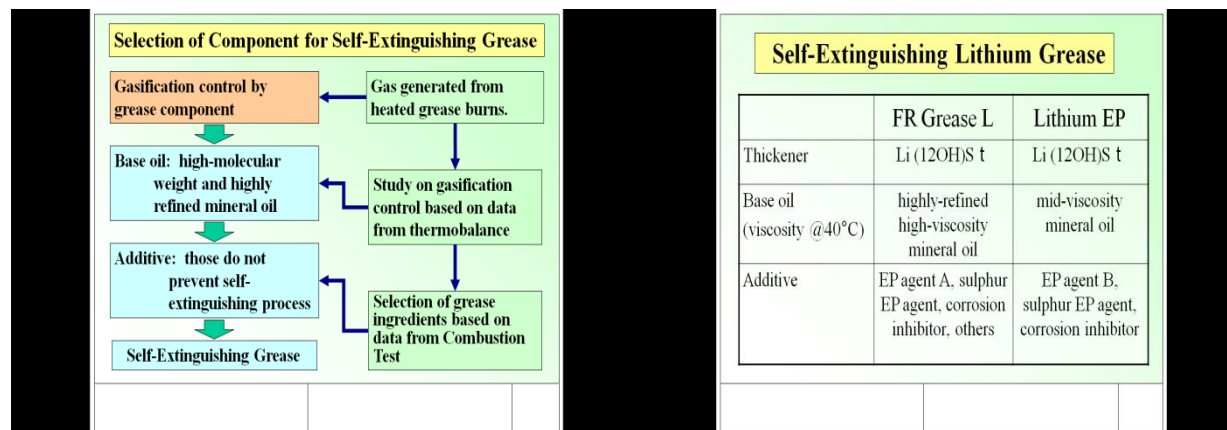 Selection of Component for Self-Extinguishing Grease
Gasification control by
grease component
Gas generated from
heated grease burns.
Base oil: high-molecular
weight and highly
refined mineral oil
Study on gasification
control based on data
from thermobalance
Additive: those do not
prevent self-
extinguishing process
Selection of grease
ingredients based on
data from Combustion
Test
Self-Extinguishing Grease
Self-Extinguishing Lithium Grease
FR Grease L
Lithium EP
Thickener
Li (12OH)S t
Li (12OH)S t
Base oil
(viscosity @40°C)
highly-refined
high-viscosity
mineral oil
mid-viscosity
mineral oil
Additive
EP agent A, sulphur
EP agent, corrosion
inhibitor, others
EP agent B,
sulphur EP agent,
corrosion inhibitor